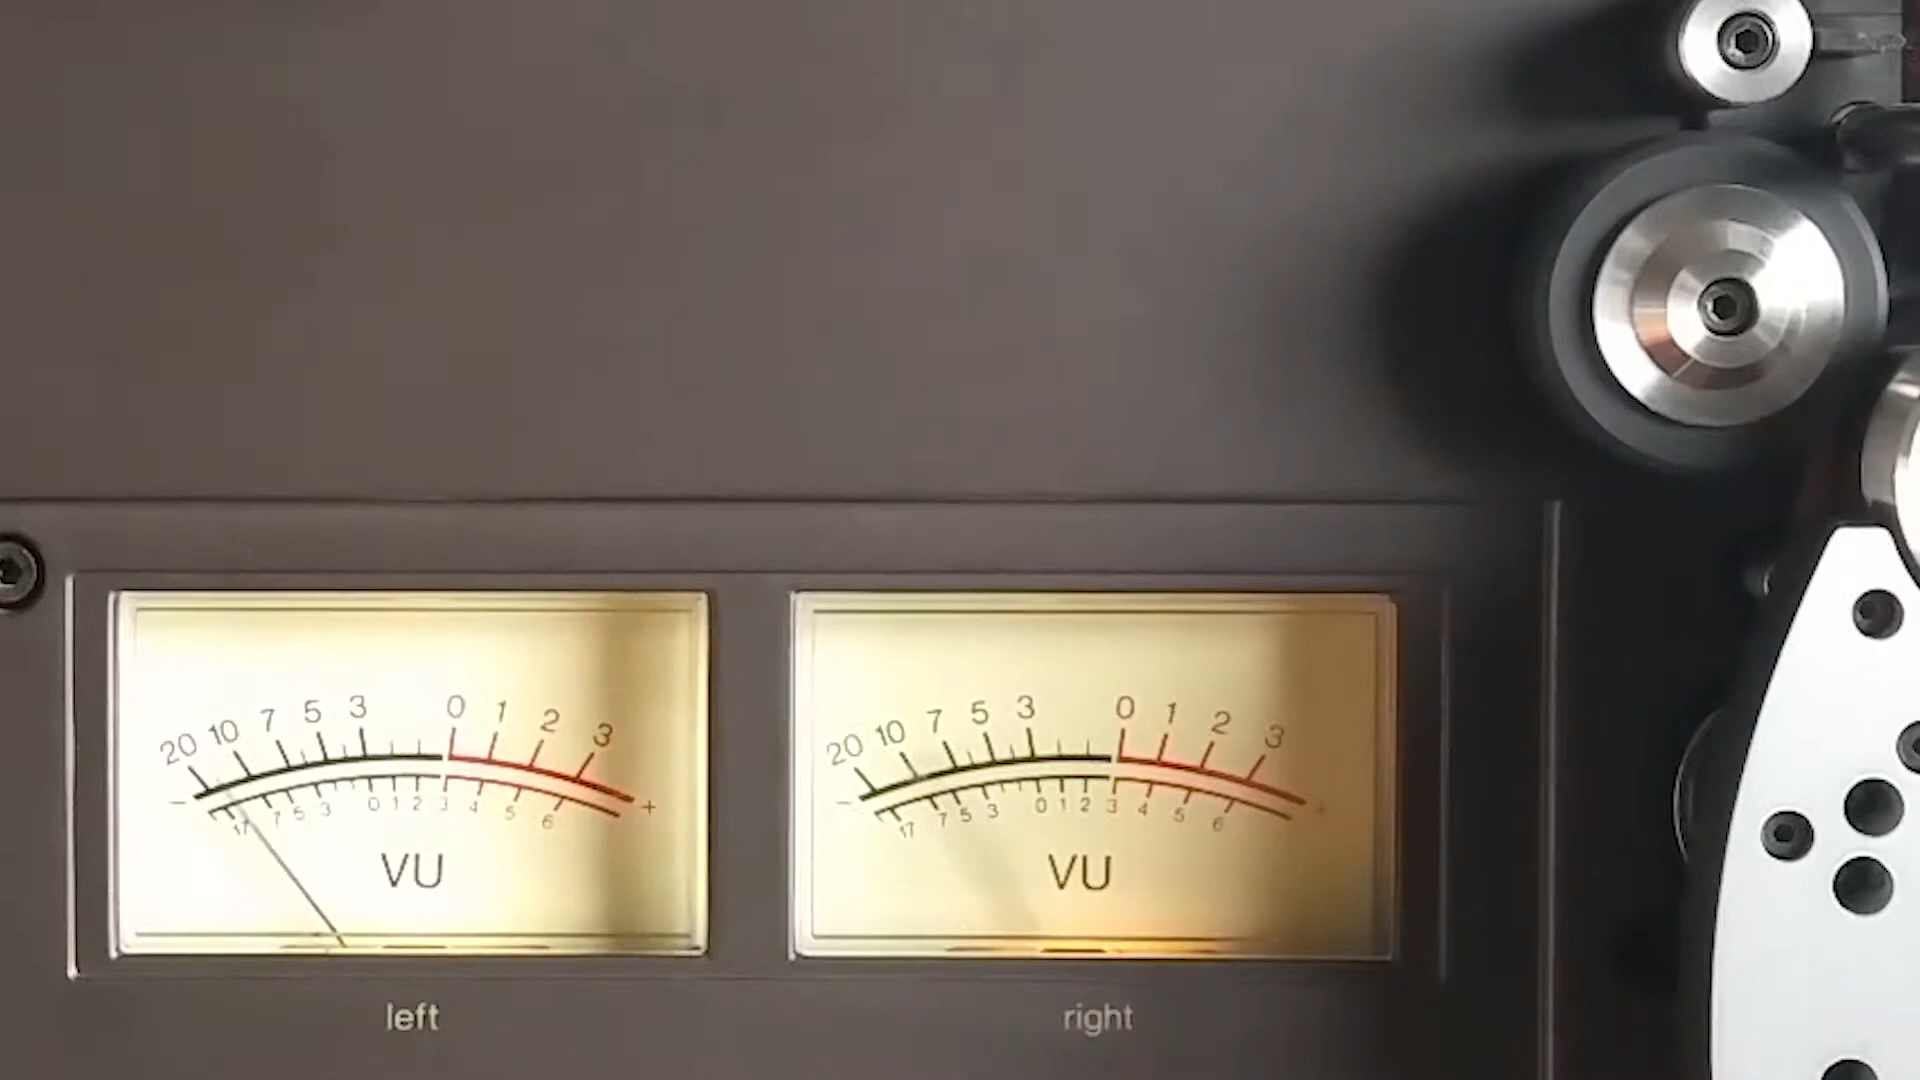 20 10 7 5 3 0 1 2 3
- 17 7 5 3 0 1 2 3 4 5 6 +
VU
left
20 10 7 5 3 0 1 2 3
- 17 7 5 3 0 1 2 3 4 5 6 +
VU
right